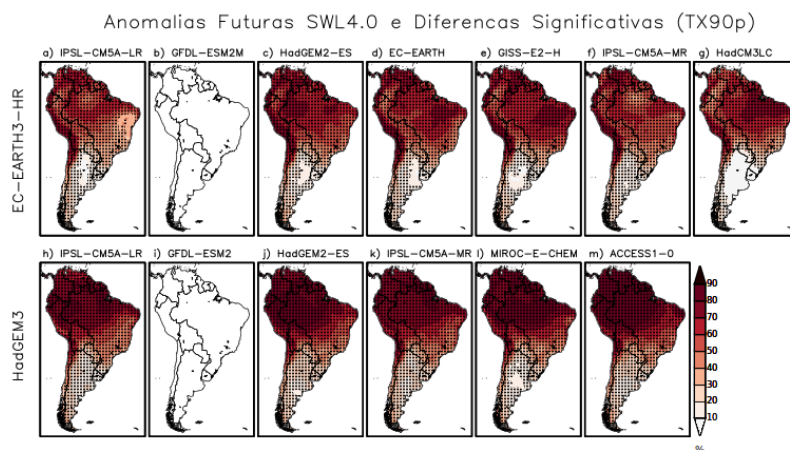 Anomalias Futuras SWL4.0 e Diferencas Significativas (TX90p)
a) IPSL-CM5A-LR b) GFDL-ESM2M c) HadGEM2-ES d) EC-EARTH e) GISS-E2-H f) IPSL-CM5A-MR g) HadCM3LC
EC-EARTH3-HR
h) IPSL-CM5A-LR i) GFDL-ESM2 j) HadGEM2-ES k) IPSL-CM5A-MR l) MIROC-E-CHEM m) ACCESS1-0
HadGEM3
90
80
70
60
50
40
30
20
10
%